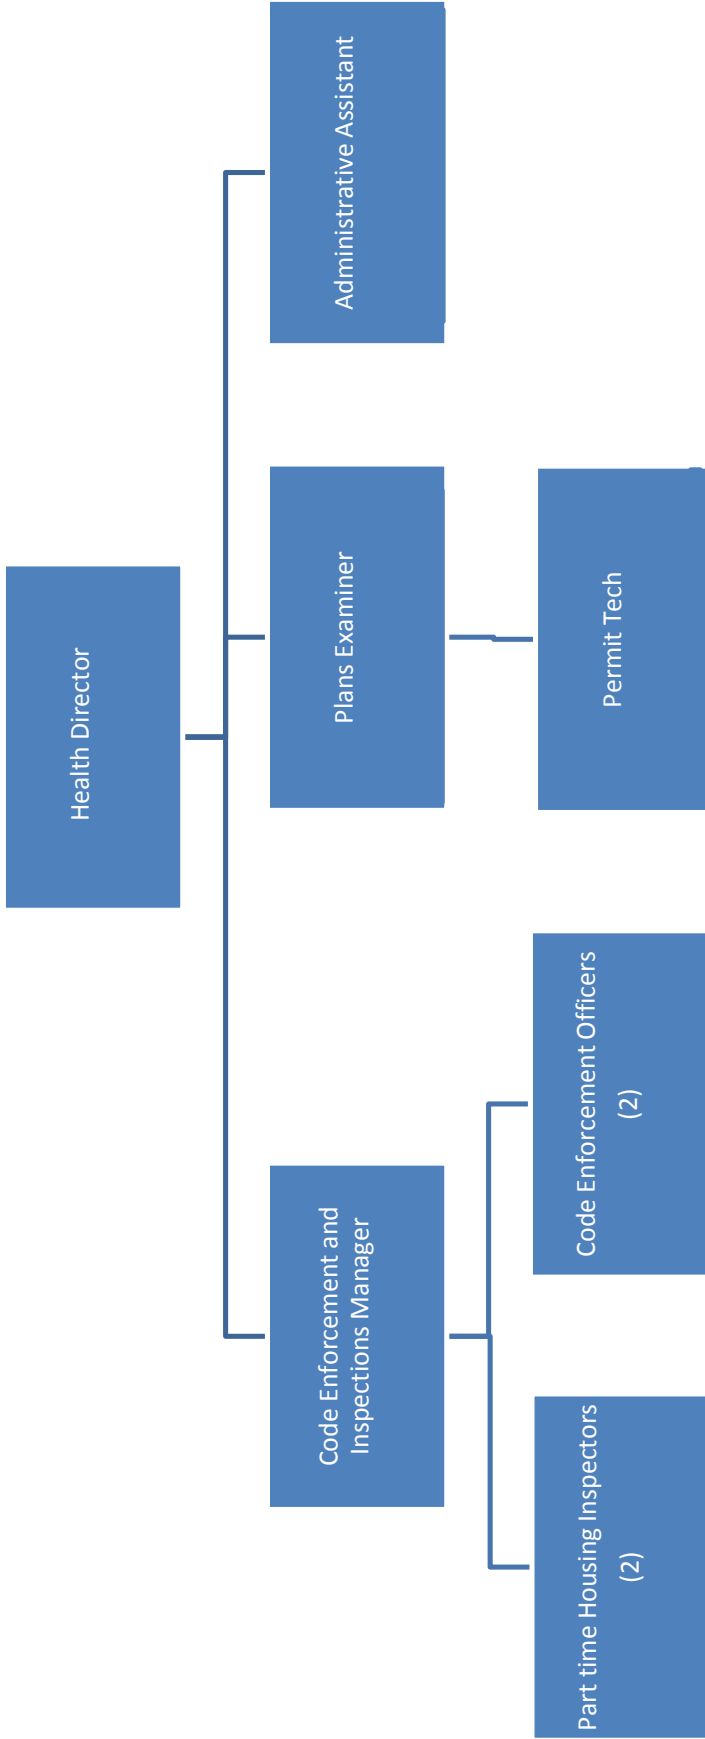 Health Director
Code Enforcement and
Inspections Manager
Plans Examiner
Administrative Assistant
Part time Housing Inspectors
(2)
Code Enforcement Officers
(2)
Permit Tech